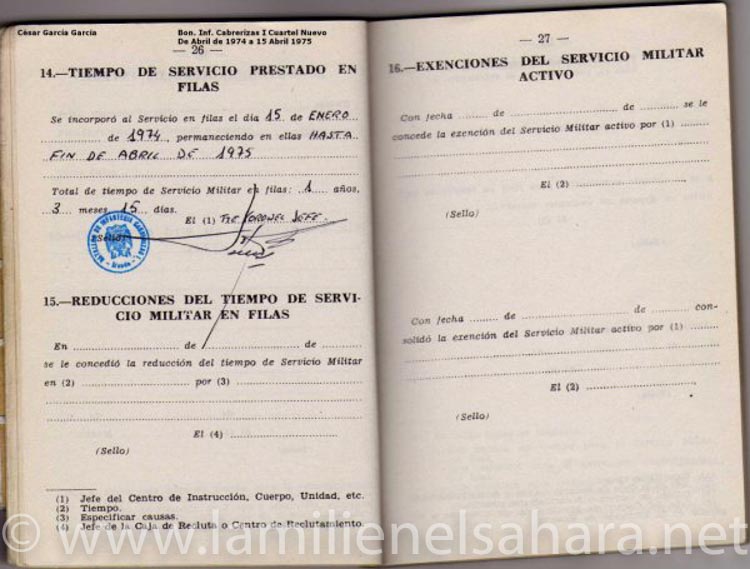 César García García
Bon. Inf. Cabrerizas I Cuartel Nuevo
De Abril de 1974 a 15 Abril 1975
— 26 —
14.—TIEMPO DE SERVICIO PRESTADO EN
FILAS
Se incorporó al Servicio en filas el día 15 de ENERO
de 1974, permaneciendo en ellas HASTA
FIN DE ABRIL DE 1975
Total de tiempo de Servicio Militar en filas: 1 años,
3 meses 15 días.
El (1) TTE CORONEL JEFE.
(Sello)
15.—REDUCCIONES DEL TIEMPO DE SERVI-
CIO MILITAR EN FILAS
En ........ de ........ de ........
se le concedió la reducción del tiempo de Servicio Militar
en (2) ........ por (3) ........
El (4) ........
(Sello)
(1) Jefe del Centro de Instrucción, Cuerpo, Unidad, etc.
(2) Tiempo.
(3) Especificar causas.
(4) Jefe de la Caja de Recluta o Centro de Reclutamiento.
— 27 —
16.—EXENCIONES DEL SERVICIO MILITAR
ACTIVO
Con fecha ........ de ........ de ........ se le
concede la exención del Servicio Militar activo por (1) ........
El (2) ........
(Sello)
Con fecha ........ de ........ de ........ con-
solidó la exención del Servicio Militar activo por (1) ........
El (2) ........
(Sello)
© www.lamilienelsahara.net